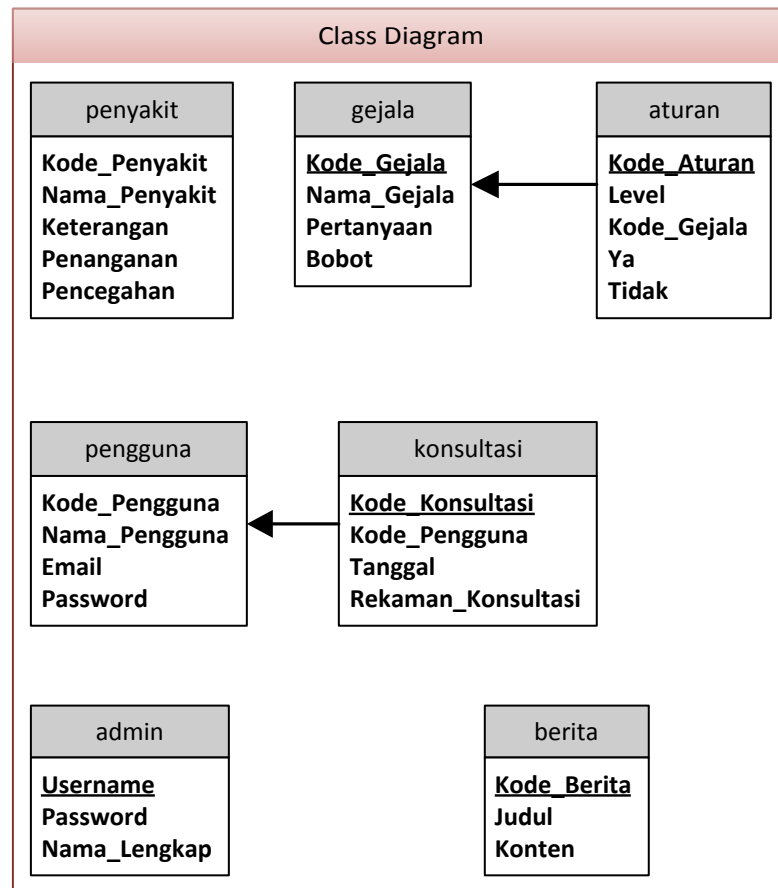 Class Diagram
penyakit
Kode_Penyakit
Nama_Penyakit
Keterangan
Penanganan
Pencegahan
gejala
Kode_Gejala
Nama_Gejala
Pertanyaan
Bobot
aturan
Kode_Aturan
Level
Kode_Gejala
Ya
Tidak
pengguna
Kode_Pengguna
Nama_Pengguna
Email
Password
konsultasi
Kode_Konsultasi
Kode_Pengguna
Tanggal
Rekaman_Konsultasi
admin
Username
Password
Nama_Lengkap
berita
Kode_Berita
Judul
Konten